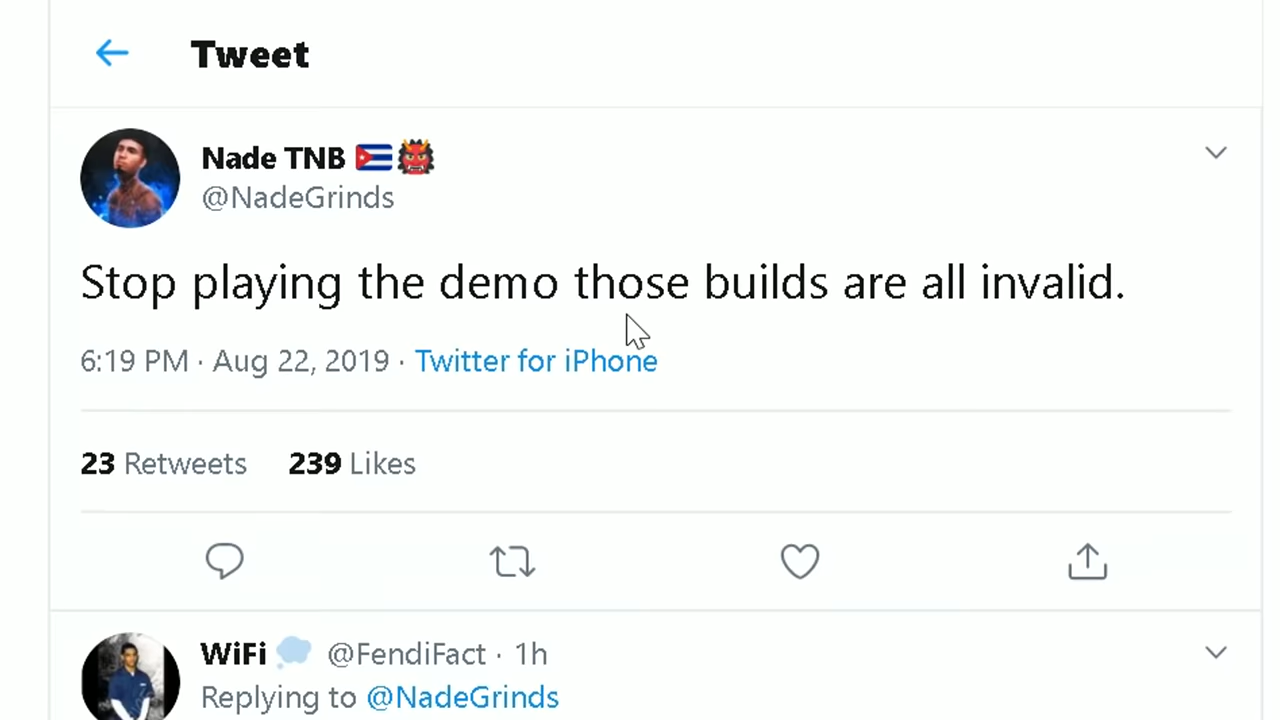 Tweet
Nade TNB 🇨🇺👹
@NadeGrinds
Stop playing the demo those builds are all invalid.
6:19 PM · Aug 22, 2019 · Twitter for iPhone
23 Retweets 239 Likes
WiFi 💭 @FendiFact · 1h
Replying to @NadeGrinds